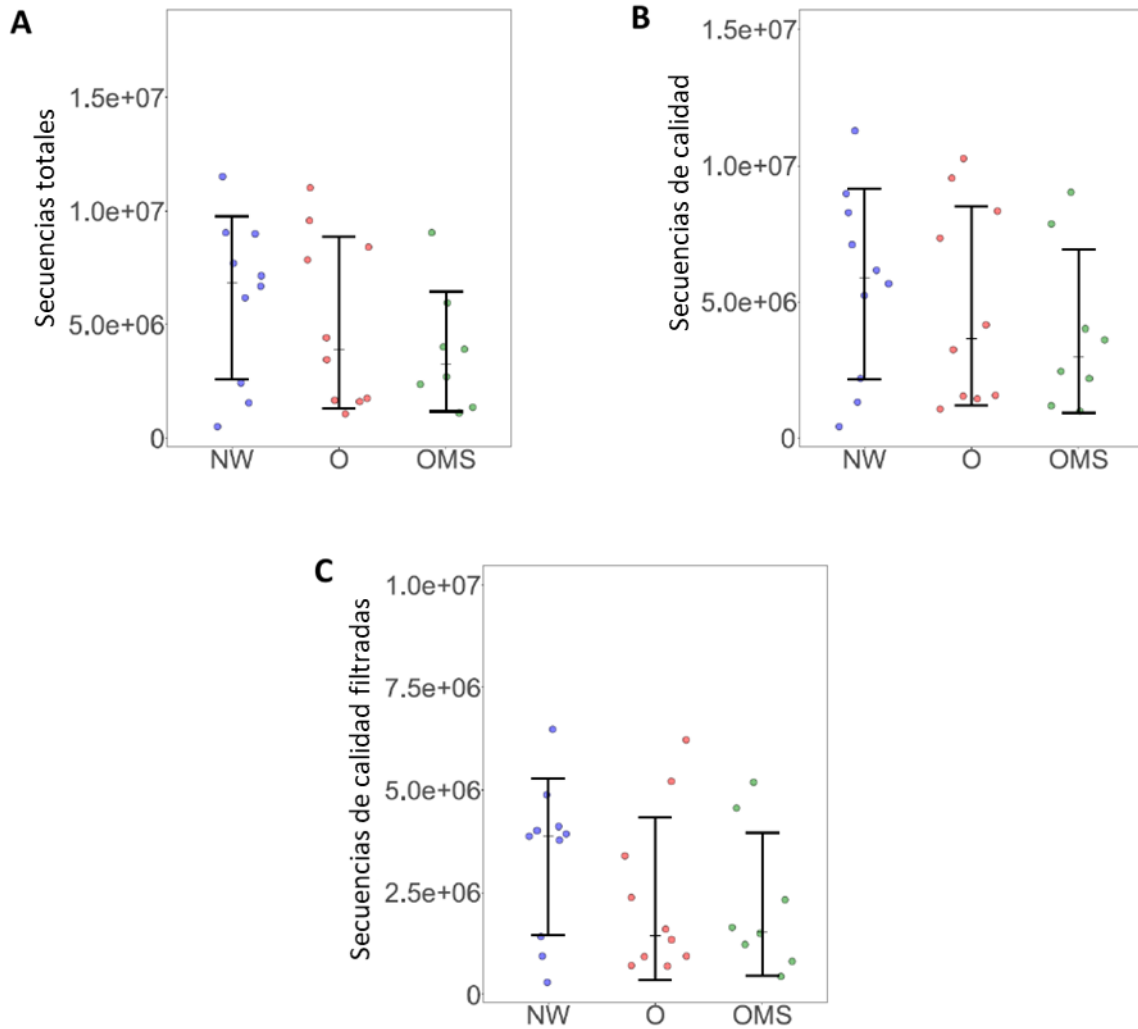 A
Secuencias totales
1.5e+07
1.0e+07
5.0e+06
0
NW O OMS
B
Secuencias de calidad
1.5e+07
1.0e+07
5.0e+06
0
NW O OMS
C
Secuencias de calidad filtradas
1.0e+07
7.5e+06
5.0e+06
2.5e+06
0
NW O OMS